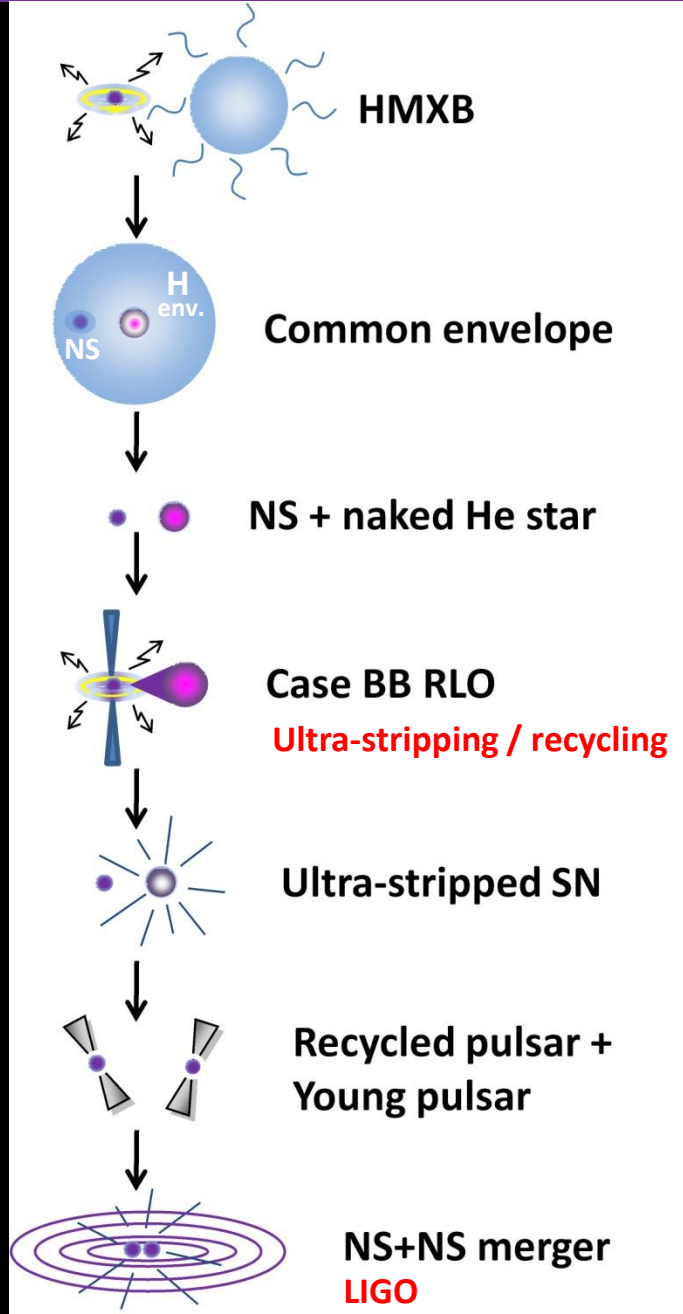 HMXB
H
env.
NS
Common envelope
NS + naked He star
Case BB RLO
Ultra-stripping / recycling
Ultra-stripped SN
Recycled pulsar +
Young pulsar
NS+NS merger
LIGO